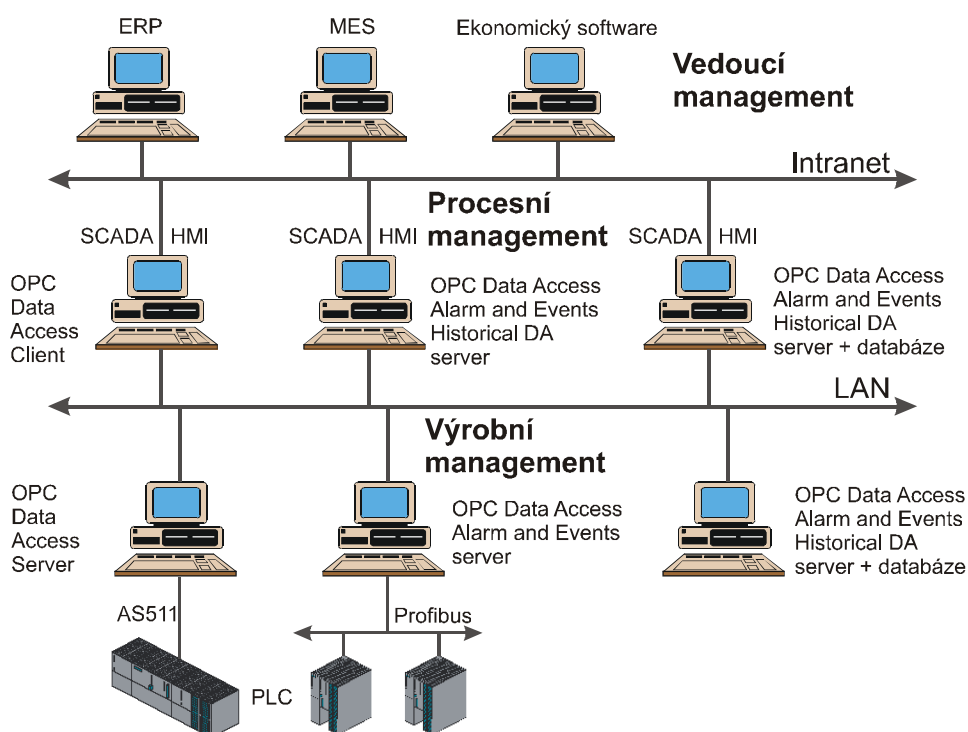 ERP
MES
Ekonomický software
Vedoucí
management
Intranet
Procesní
management
SCADA HMI
SCADA HMI
SCADA HMI
OPC
Data
Access
Client
OPC Data Access
Alarm and Events
Historical DA
server
OPC Data Access
Alarm and Events
Historical DA
server + databáze
LAN
Výrobní
management
OPC
Data
Access
Server
OPC Data Access
Alarm and Events
server
OPC Data Access
Alarm and Events
Historical DA
server + databáze
AS511
Profibus
PLC